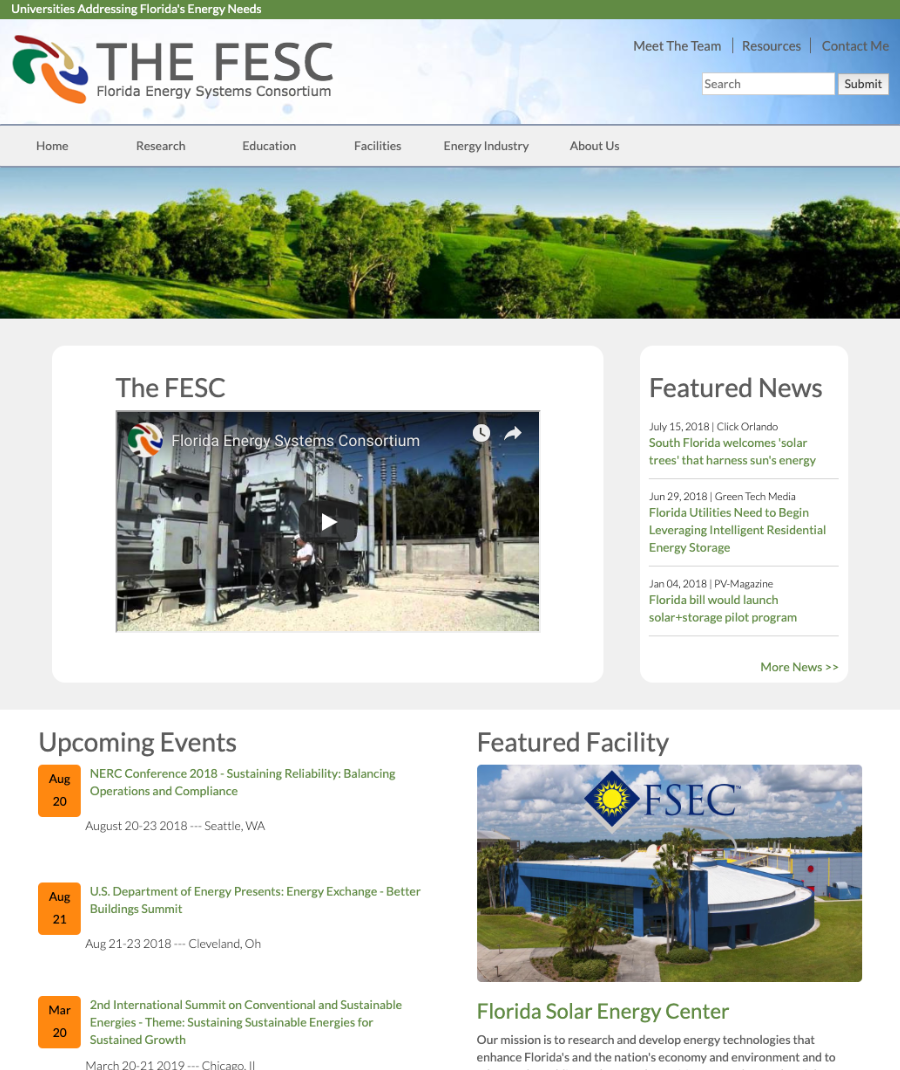 Universities Addressing Florida's Energy Needs
THE FESC
Florida Energy Systems Consortium
Meet The Team
Resources
Contact Me
Search
Submit
Home
Research
Education
Facilities
Energy Industry
About Us
The FESC
Florida Energy Systems Consortium
Featured News
July 15, 2018 | Click Orlando
South Florida welcomes 'solar
trees' that harness sun's energy
Jun 29, 2018 | Green Tech Media
Florida Utilities Need to Begin
Leveraging Intelligent Residential
Energy Storage
Jan 04, 2018 | PV-Magazine
Florida bill would launch
solar+storage pilot program
More News >>
Upcoming Events
Aug
20
NERC Conference 2018 - Sustaining Reliability: Balancing
Operations and Compliance
August 20-23 2018 --- Seattle, WA
Aug
21
U.S. Department of Energy Presents: Energy Exchange - Better
Buildings Summit
Aug 21-23 2018 --- Cleveland, Oh
Mar
20
2nd International Summit on Conventional and Sustainable
Energies - Theme: Sustaining Sustainable Energies for
Sustained Growth
March 20-21 2019 --- Chicago, Il
Featured Facility
FSEC™
Florida Solar Energy Center
Our mission is to research and develop energy technologies that
enhance Florida's and the nation's economy and environment and to